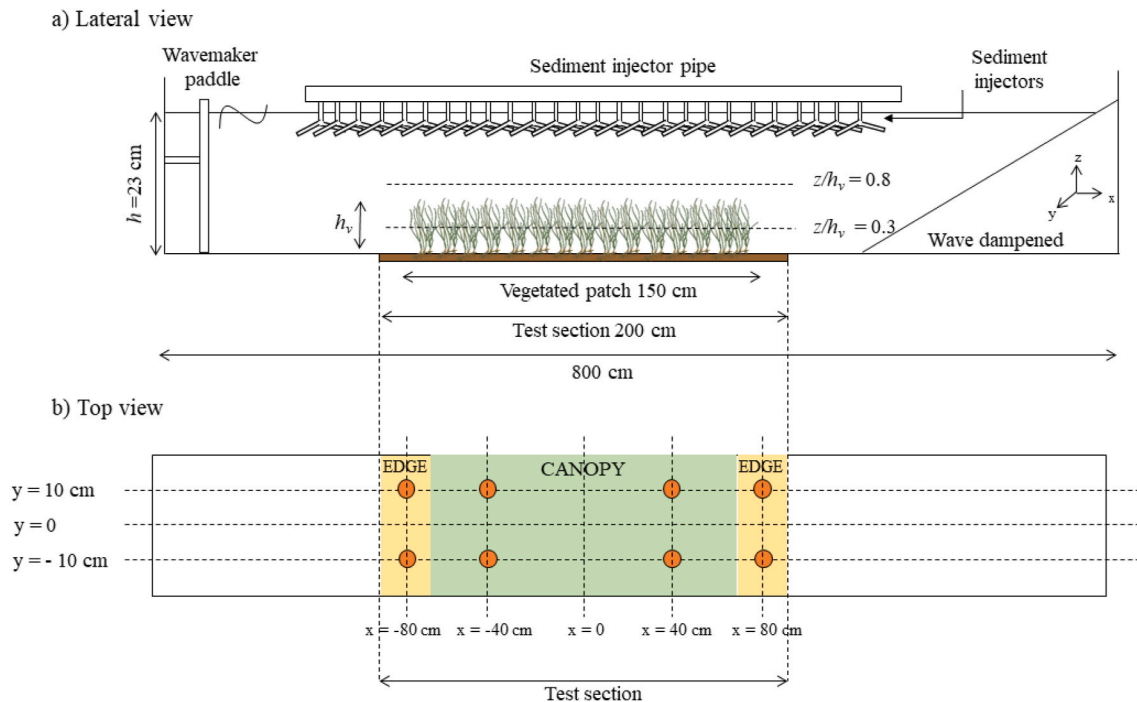 a) Lateral view
Wavemaker
paddle
Sediment injector pipe
Sediment
injectors
h =23 cm
z/hᵥ = 0.8
hᵥ
z/hᵥ = 0.3
z
x
y
Wave dampened
Vegetated patch 150 cm
Test section 200 cm
800 cm
b) Top view
EDGE
CANOPY
EDGE
y = 10 cm
y = 0
y = - 10 cm
x = -80 cm
x = -40 cm
x = 0
x = 40 cm
x = 80 cm
Test section